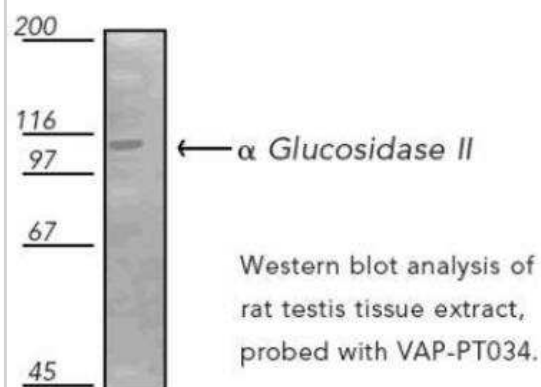 200
116
α Glucosidase II
97
67
Western blot analysis of
rat testis tissue extract,
probed with VAP-PT034.
45